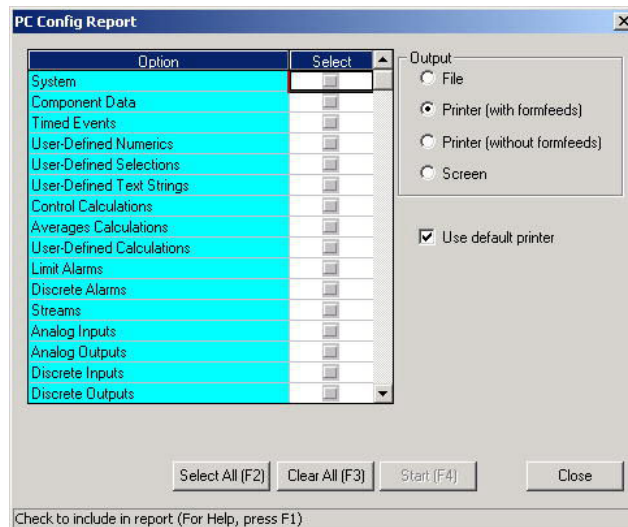 PC Config Report
Option Select
System
Component Data
Timed Events
User-Defined Numerics
User-Defined Selections
User-Defined Text Strings
Control Calculations
Averages Calculations
User-Defined Calculations
Limit Alarms
Discrete Alarms
Streams
Analog Inputs
Analog Outputs
Discrete Inputs
Discrete Outputs
Output
File
Printer (with formfeeds)
Printer (without formfeeds)
Screen
Use default printer
Select All (F2) Clear All (F3) Start (F4) Close
Check to include in report (For Help, press F1)